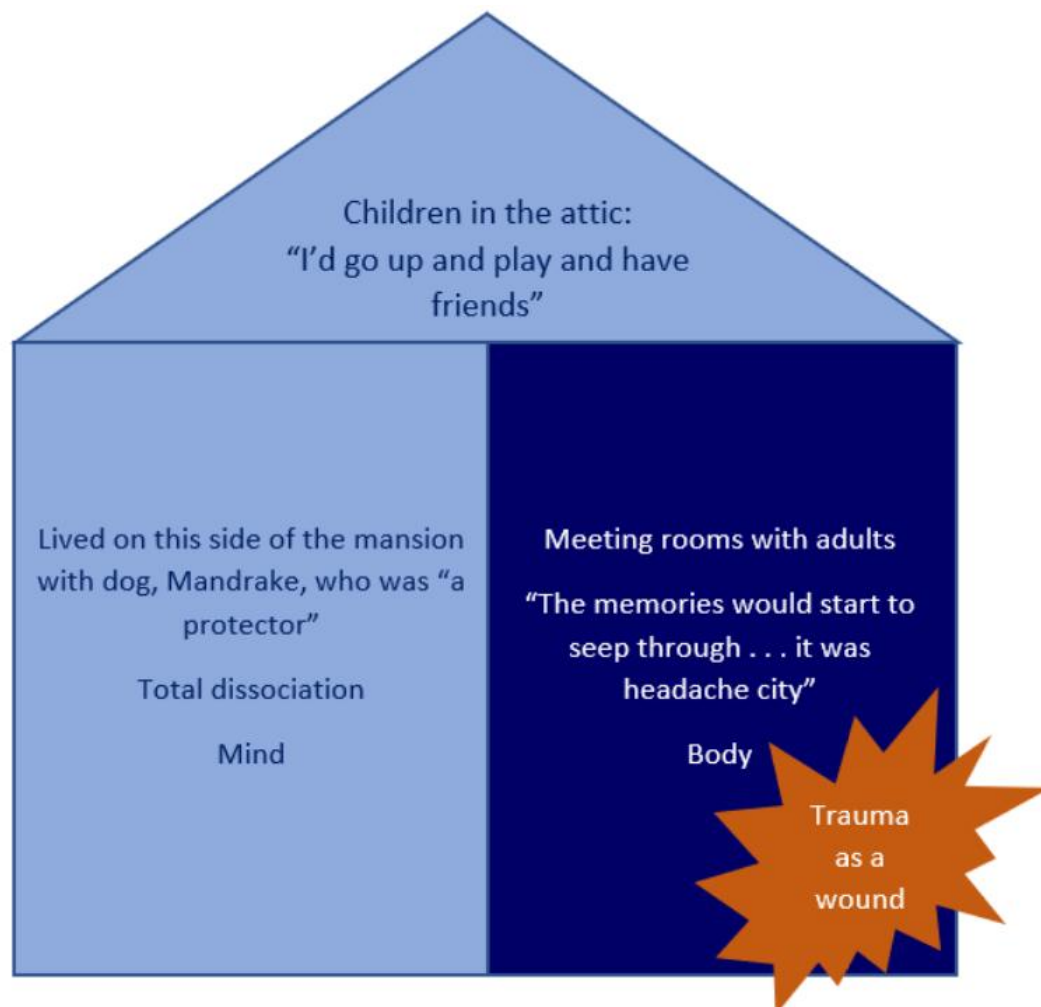 Children in the attic:
“I’d go up and play and have
friends”
Lived on this side of the mansion
with dog, Mandrake, who was “a
protector”
Total dissociation
Mind
Meeting rooms with adults
“The memories would start to
seep through . . . it was
headache city”
Body
Trauma
as a
wound